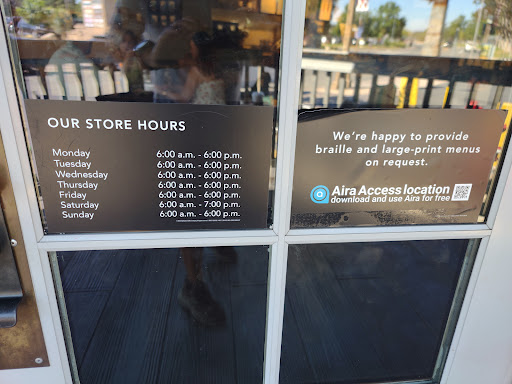 OUR STORE HOURS
Monday 6:00 a.m. - 6:00 p.m.
Tuesday 6:00 a.m. - 6:00 p.m.
Wednesday 6:00 a.m. - 6:00 p.m.
Thursday 6:00 a.m. - 6:00 p.m.
Friday 6:00 a.m. - 6:00 p.m.
Saturday 6:00 a.m. - 7:00 p.m.
Sunday 6:00 a.m. - 6:00 p.m.
We're happy to provide
braille and large-print menus
on request.
Aira Access location
download and use Aira for free